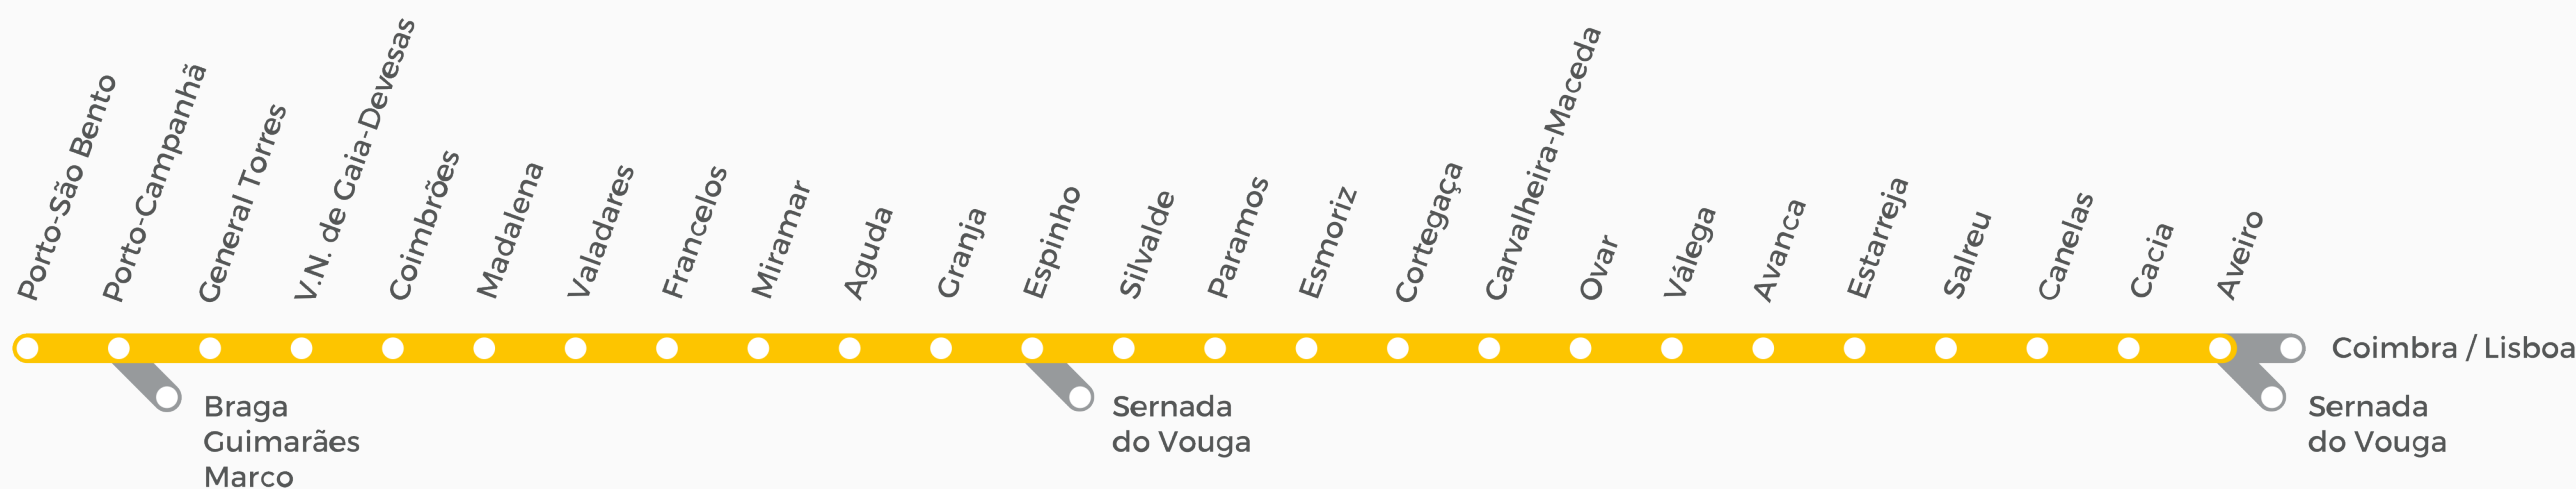 Porto-São Bento
Porto-Campanhã
General Torres
V.N. de Gaia-Devesas
Coimbrões
Madalena
Valadares
Francelos
Miramar
Aguda
Granja
Espinho
Silvalde
Paramos
Esmoriz
Cortegaça
Carvalheira-Maceda
Ovar
Válega
Avanca
Estarreja
Salreu
Canelas
Cacia
Aveiro
Coimbra / Lisboa
Braga
Guimarães
Marco
Sernada
do Vouga
Sernada
do Vouga